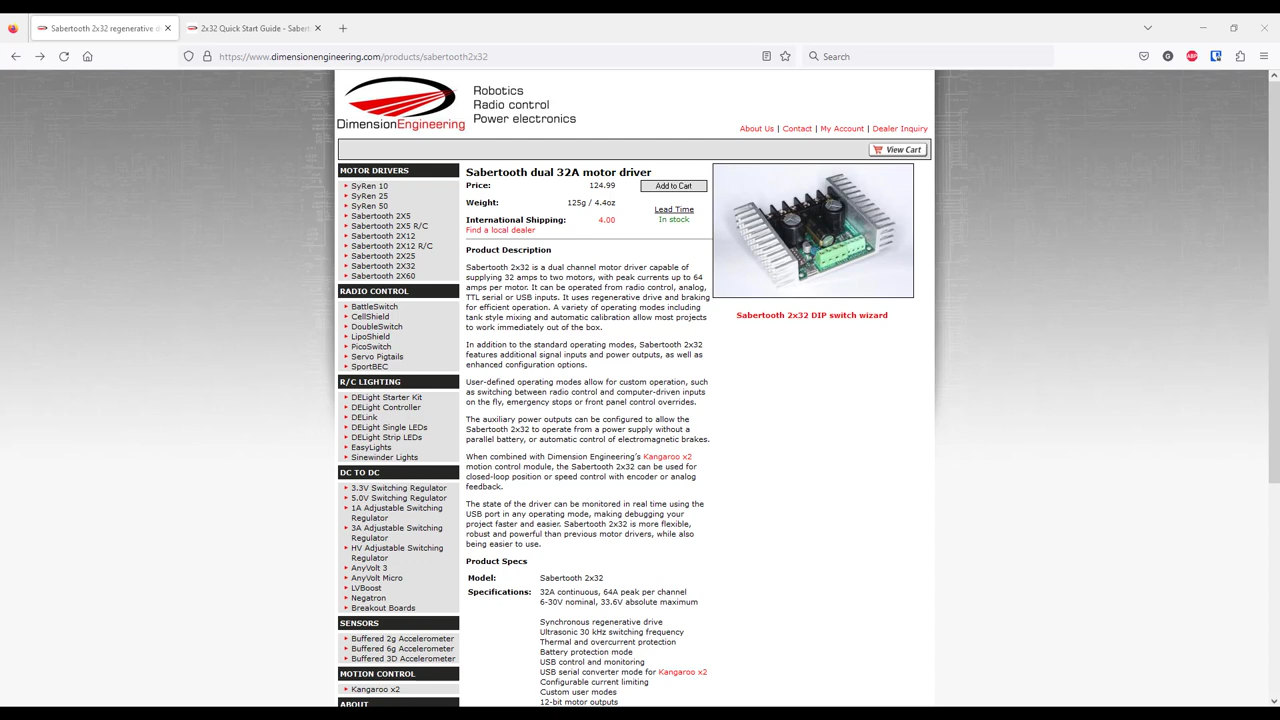 Sabertooth 2x32 regenerative d
2x32 Quick Start Guide - Sabert
https://www.dimensionengineering.com/products/sabertooth2x32
Search
DimensionEngineering
Robotics
Radio control
Power electronics
About Us | Contact | My Account | Dealer Inquiry
View Cart
MOTOR DRIVERS
SyRen 10
SyRen 25
SyRen 50
Sabertooth 2X5
Sabertooth 2X5 R/C
Sabertooth 2X12
Sabertooth 2X12 R/C
Sabertooth 2X25
Sabertooth 2X32
Sabertooth 2X60
RADIO CONTROL
BattleSwitch
CellShield
DoubleSwitch
LipoShield
PicoSwitch
Servo Pigtails
SportBEC
R/C LIGHTING
DELight Starter Kit
DELight Controller
DELink
DELight Single LEDs
DELight Strip LEDs
EasyLights
Sinewinder Lights
DC TO DC
3.3V Switching Regulator
5.0V Switching Regulator
1A Adjustable Switching
Regulator
3A Adjustable Switching
Regulator
HV Adjustable Switching
Regulator
AnyVolt 3
AnyVolt Micro
LVBoost
Negatron
Breakout Boards
SENSORS
Buffered 2g Accelerometer
Buffered 6g Accelerometer
Buffered 3D Accelerometer
MOTION CONTROL
Kangaroo x2
ABOUT
Sabertooth dual 32A motor driver
Price: 124.99 Add to Cart
Weight: 125g / 4.4oz
Lead Time
In stock
International Shipping: 4.00
Find a local dealer
Product Description
Sabertooth 2x32 is a dual channel motor driver capable of
supplying 32 amps to two motors, with peak currents up to 64
amps per motor. It can be operated from radio control, analog,
TTL serial or USB inputs. It uses regenerative drive and braking
for efficient operation. A variety of operating modes including
tank style mixing and automatic calibration allow most projects
to work immediately out of the box.
In addition to the standard operating modes, Sabertooth 2x32
features additional signal inputs and power outputs, as well as
enhanced configuration options.
User-defined operating modes allow for custom operation, such
as switching between radio control and computer-driven inputs
on the fly, emergency stops or front panel control overrides.
The auxiliary power outputs can be configured to allow the
Sabertooth 2x32 to operate from a power supply without a
parallel battery, or automatic control of electromagnetic brakes.
When combined with Dimension Engineering's Kangaroo x2
motion control module, the Sabertooth 2x32 can be used for
closed-loop position or speed control with encoder or analog
feedback.
The state of the driver can be monitored in real time using the
USB port in any operating mode, making debugging your
project faster and easier. Sabertooth 2x32 is more flexible,
robust and powerful than previous motor drivers, while also
being easier to use.
Product Specs
Model: Sabertooth 2x32
Specifications: 32A continuous, 64A peak per channel
6-30V nominal, 33.6V absolute maximum
Synchronous regenerative drive
Ultrasonic 30 kHz switching frequency
Thermal and overcurrent protection
Battery protection mode
USB control and monitoring
USB serial converter mode for Kangaroo x2
Configurable current limiting
Custom user modes
12-bit motor outputs
Sabertooth 2x32 DIP switch wizard